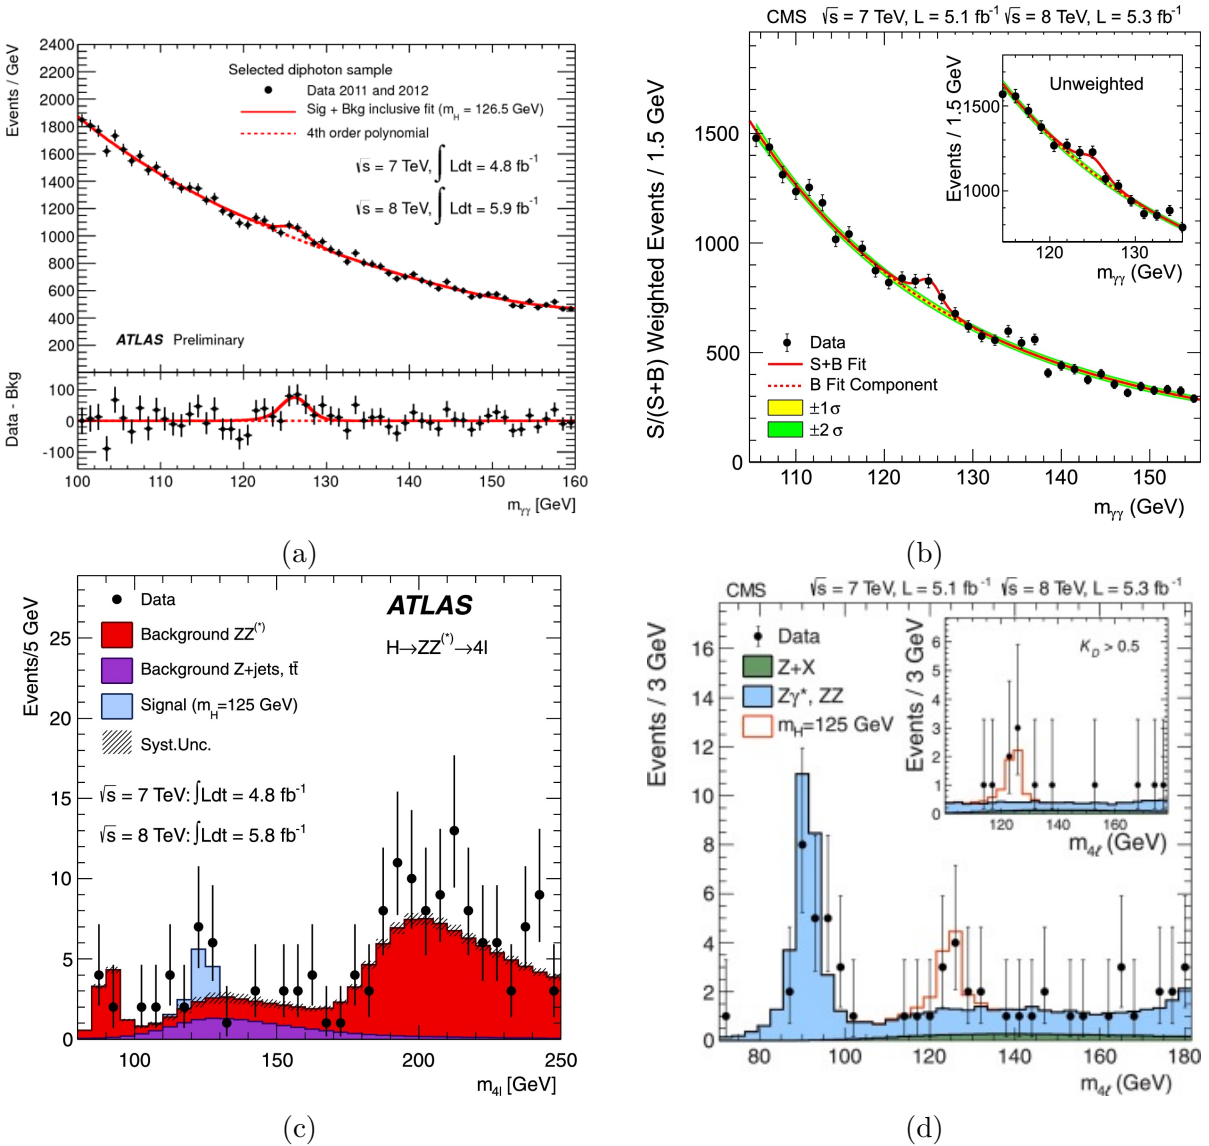 2400
2200
2000
1800
1600
1400
1200
1000
800
600
400
200
Events / GeV
Selected diphoton sample
Data 2011 and 2012
Sig + Bkg inclusive fit (m_H = 126.5 GeV)
4th order polynomial
√s = 7 TeV, ∫ Ldt = 4.8 fb⁻¹
√s = 8 TeV, ∫ Ldt = 5.9 fb⁻¹
ATLAS Preliminary
Data - Bkg
100
0
-100
100 110 120 130 140 150 160
m_γγ [GeV]
(a)
CMS √s = 7 TeV, L = 5.1 fb⁻¹ √s = 8 TeV, L = 5.3 fb⁻¹
S/(S+B) Weighted Events / 1.5 GeV
1500
1000
500
0
Unweighted
Events / 1.5 GeV
1500
1000
120 130
m_γγ (GeV)
Data
S+B Fit
B Fit Component
±1σ
±2 σ
110 120 130 140 150
m_γγ (GeV)
(b)
Events/5 GeV
25
20
15
10
5
0
Data
Background ZZ⁽*⁾
Background Z+jets, tt̄
Signal (m_H=125 GeV)
Syst.Unc.
√s = 7 TeV: ∫Ldt = 4.8 fb⁻¹
√s = 8 TeV: ∫Ldt = 5.8 fb⁻¹
ATLAS
H→ZZ⁽*⁾→4l
100 150 200 250
m_4l [GeV]
(c)
CMS √s = 7 TeV, L = 5.1 fb⁻¹ √s = 8 TeV, L = 5.3 fb⁻¹
Events / 3 GeV
16
14
12
10
8
6
4
2
0
Data
Z+X
Zγ*, ZZ
m_H=125 GeV
K_D > 0.5
Events / 3 GeV
6
5
4
3
2
1
0
120 140 160
m_4ℓ (GeV)
80 100 120 140 160 180
m_4ℓ (GeV)
(d)